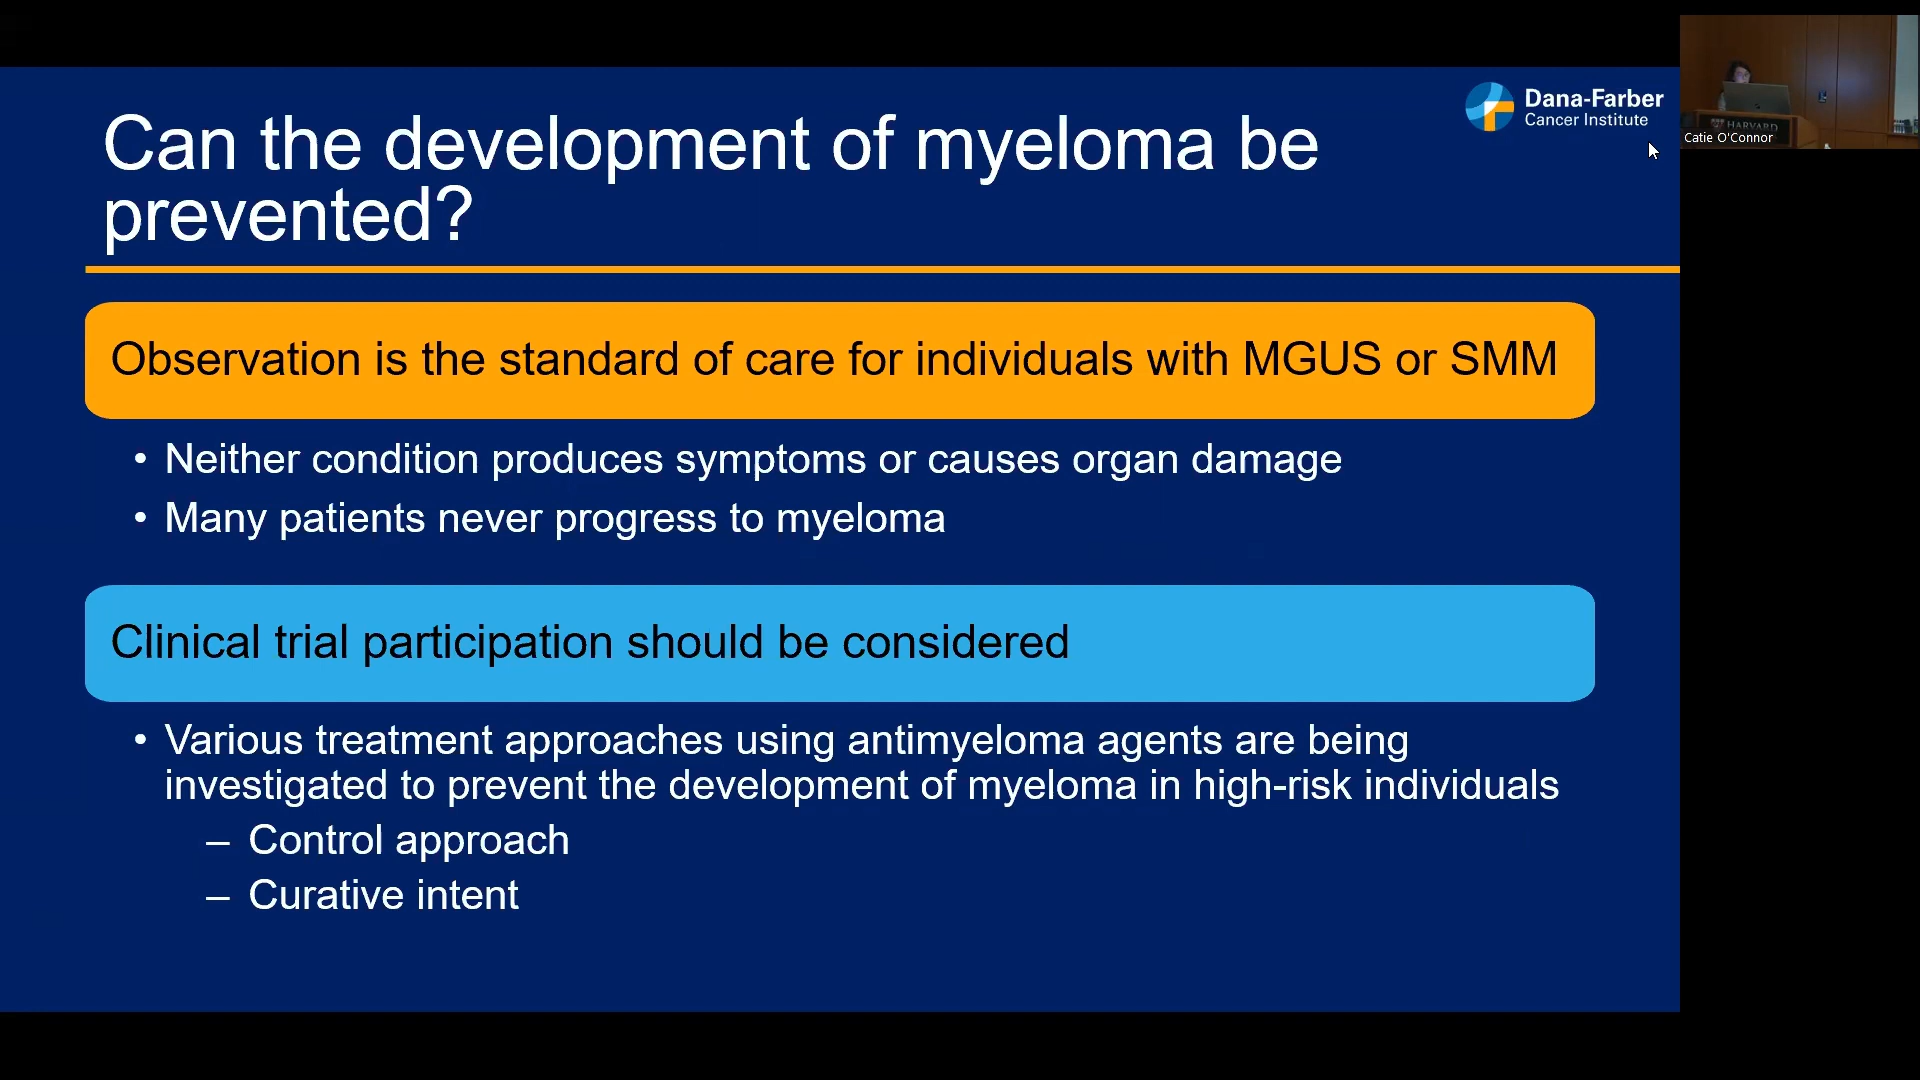 Can the development of myeloma be
prevented?
Dana-Farber
Cancer Institute
HARVARD
Catie O'Connor
Observation is the standard of care for individuals with MGUS or SMM
• Neither condition produces symptoms or causes organ damage
• Many patients never progress to myeloma
Clinical trial participation should be considered
• Various treatment approaches using antimyeloma agents are being
investigated to prevent the development of myeloma in high-risk individuals
– Control approach
– Curative intent